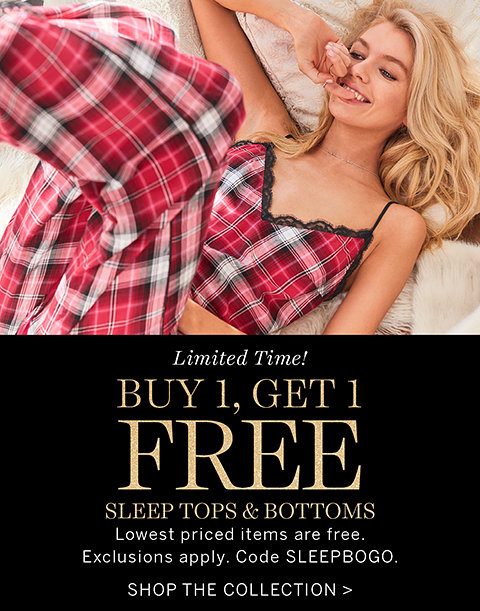 Limited Time!
BUY 1, GET 1
FREE
SLEEP TOPS & BOTTOMS
Lowest priced items are free.
Exclusions apply. Code SLEEPBOGO.
SHOP THE COLLECTION >